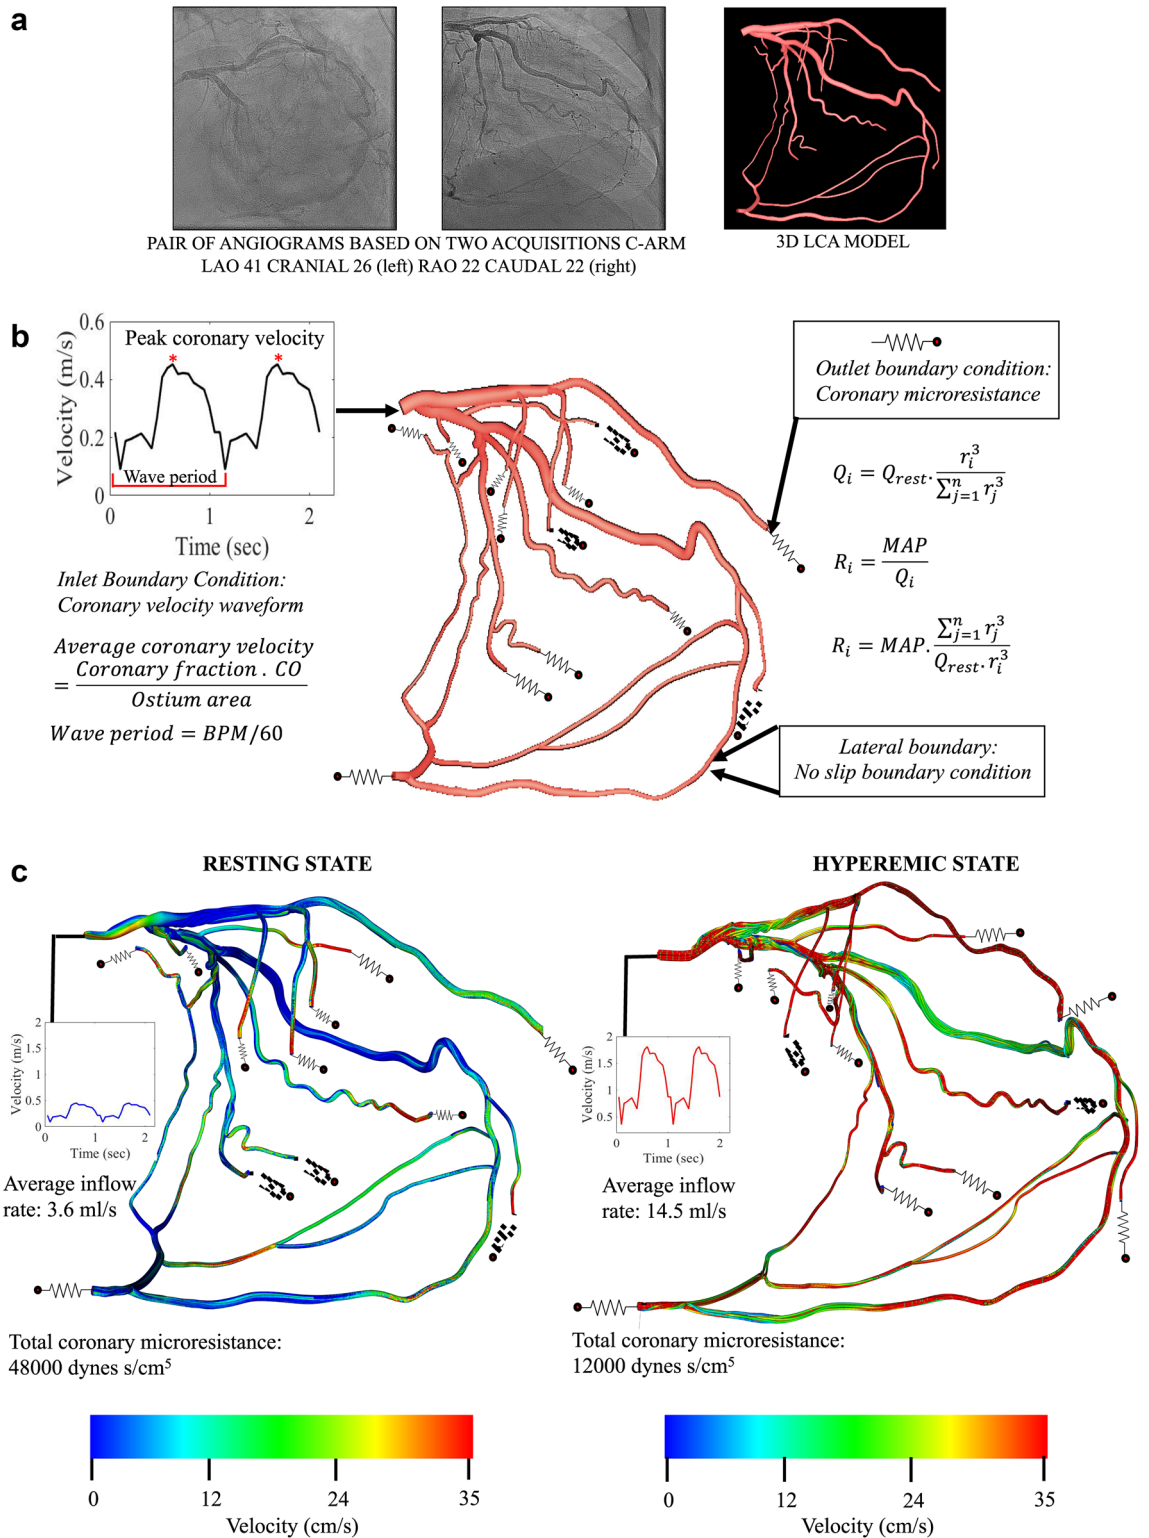 a
PAIR OF ANGIOGRAMS BASED ON TWO ACQUISITIONS C-ARM
LAO 41 CRANIAL 26 (left) RAO 22 CAUDAL 22 (right)
3D LCA MODEL
b
0.6
0.4
0.2
0
Velocity (m/s)
Peak coronary velocity
* *
Wave period
0 1 2
Time (sec)
Inlet Boundary Condition:
Coronary velocity waveform
Average coronary velocity
= Coronary fraction . CO / Ostium area
Wave period = BPM/60
Outlet boundary condition:
Coronary microresistance
Q_i = Q_rest . r_i^3 / ∑_{j=1}^n r_j^3
R_i = MAP / Q_i
R_i = MAP . ∑_{j=1}^n r_j^3 / Q_rest . r_i^3
Lateral boundary:
No slip boundary condition
c
RESTING STATE
2
1.5
1
0.5
0
Velocity (m/s)
0 1 2
Time (sec)
Average inflow
rate: 3.6 ml/s
Total coronary microresistance:
48000 dynes s/cm⁵
0 12 24 35
Velocity (cm/s)
HYPEREMIC STATE
2
1.5
1
0.5
Velocity (m/s)
0 1 2
Time (sec)
Average inflow
rate: 14.5 ml/s
Total coronary microresistance:
12000 dynes s/cm⁵
0 12 24 35
Velocity (cm/s)